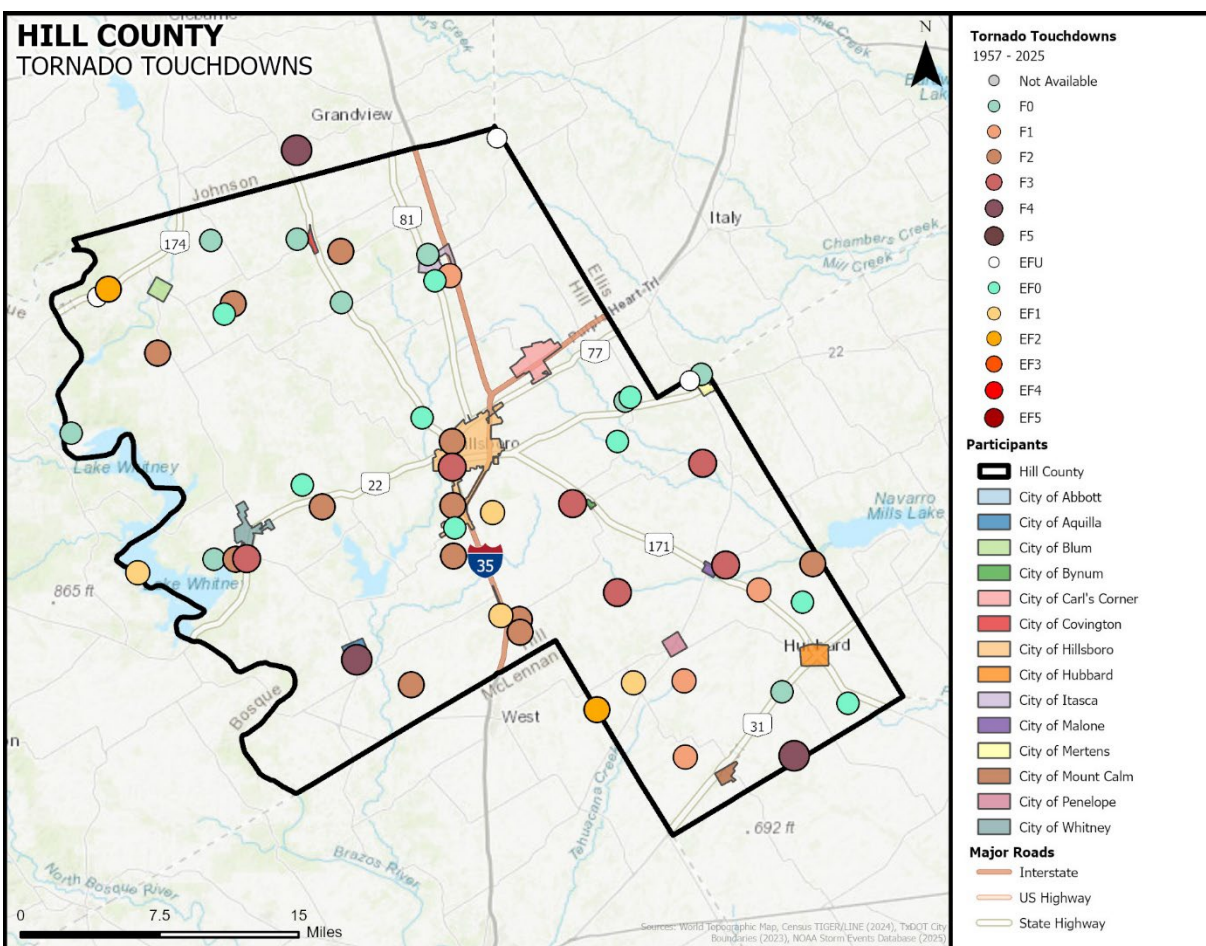 HILL COUNTY
TORNADO TOUCHDOWNS
N
Grandview
Johnson
81
174
Italy
Chambers Creek
Mill Creek
Ellis
Hill
77
22
Lake Whitney
22
Navarro
Mills Lake
171
35
865 ft
Lake Whitney
Hubbard
Hill
McLennan
Bosque
West
31
Tehuacana Creek
692 ft
Brazos River
North Bosque River
0 7.5 15
Miles
Sources: World Topographic Map, Census TIGER/LINE (2024), TxDOT City
Boundaries (2023), NOAA Storm Events Database (2025)
Tornado Touchdowns
1957 - 2025
Not Available
F0
F1
F2
F3
F4
F5
EFU
EF0
EF1
EF2
EF3
EF4
EF5
Participants
Hill County
City of Abbott
City of Aquilla
City of Blum
City of Bynum
City of Carl's Corner
City of Covington
City of Hillsboro
City of Hubbard
City of Itasca
City of Malone
City of Mertens
City of Mount Calm
City of Penelope
City of Whitney
Major Roads
Interstate
US Highway
State Highway